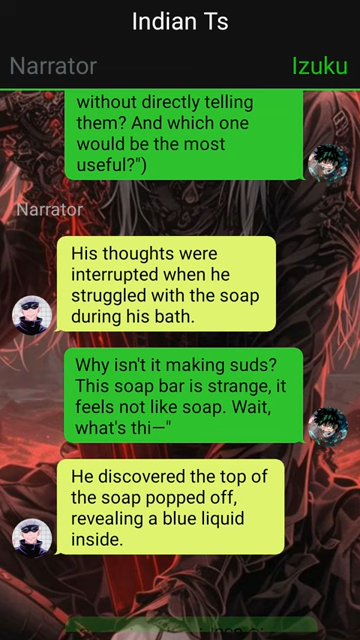 Indian Ts
Narrator
Izuku
without directly telling
them? And which one
would be the most
useful?")
Narrator
His thoughts were
interrupted when he
struggled with the soap
during his bath.
Why isn't it making suds?
This soap bar is strange, it
feels not like soap. Wait,
what's thi—"
He discovered the top of
the soap popped off,
revealing a blue liquid
inside.